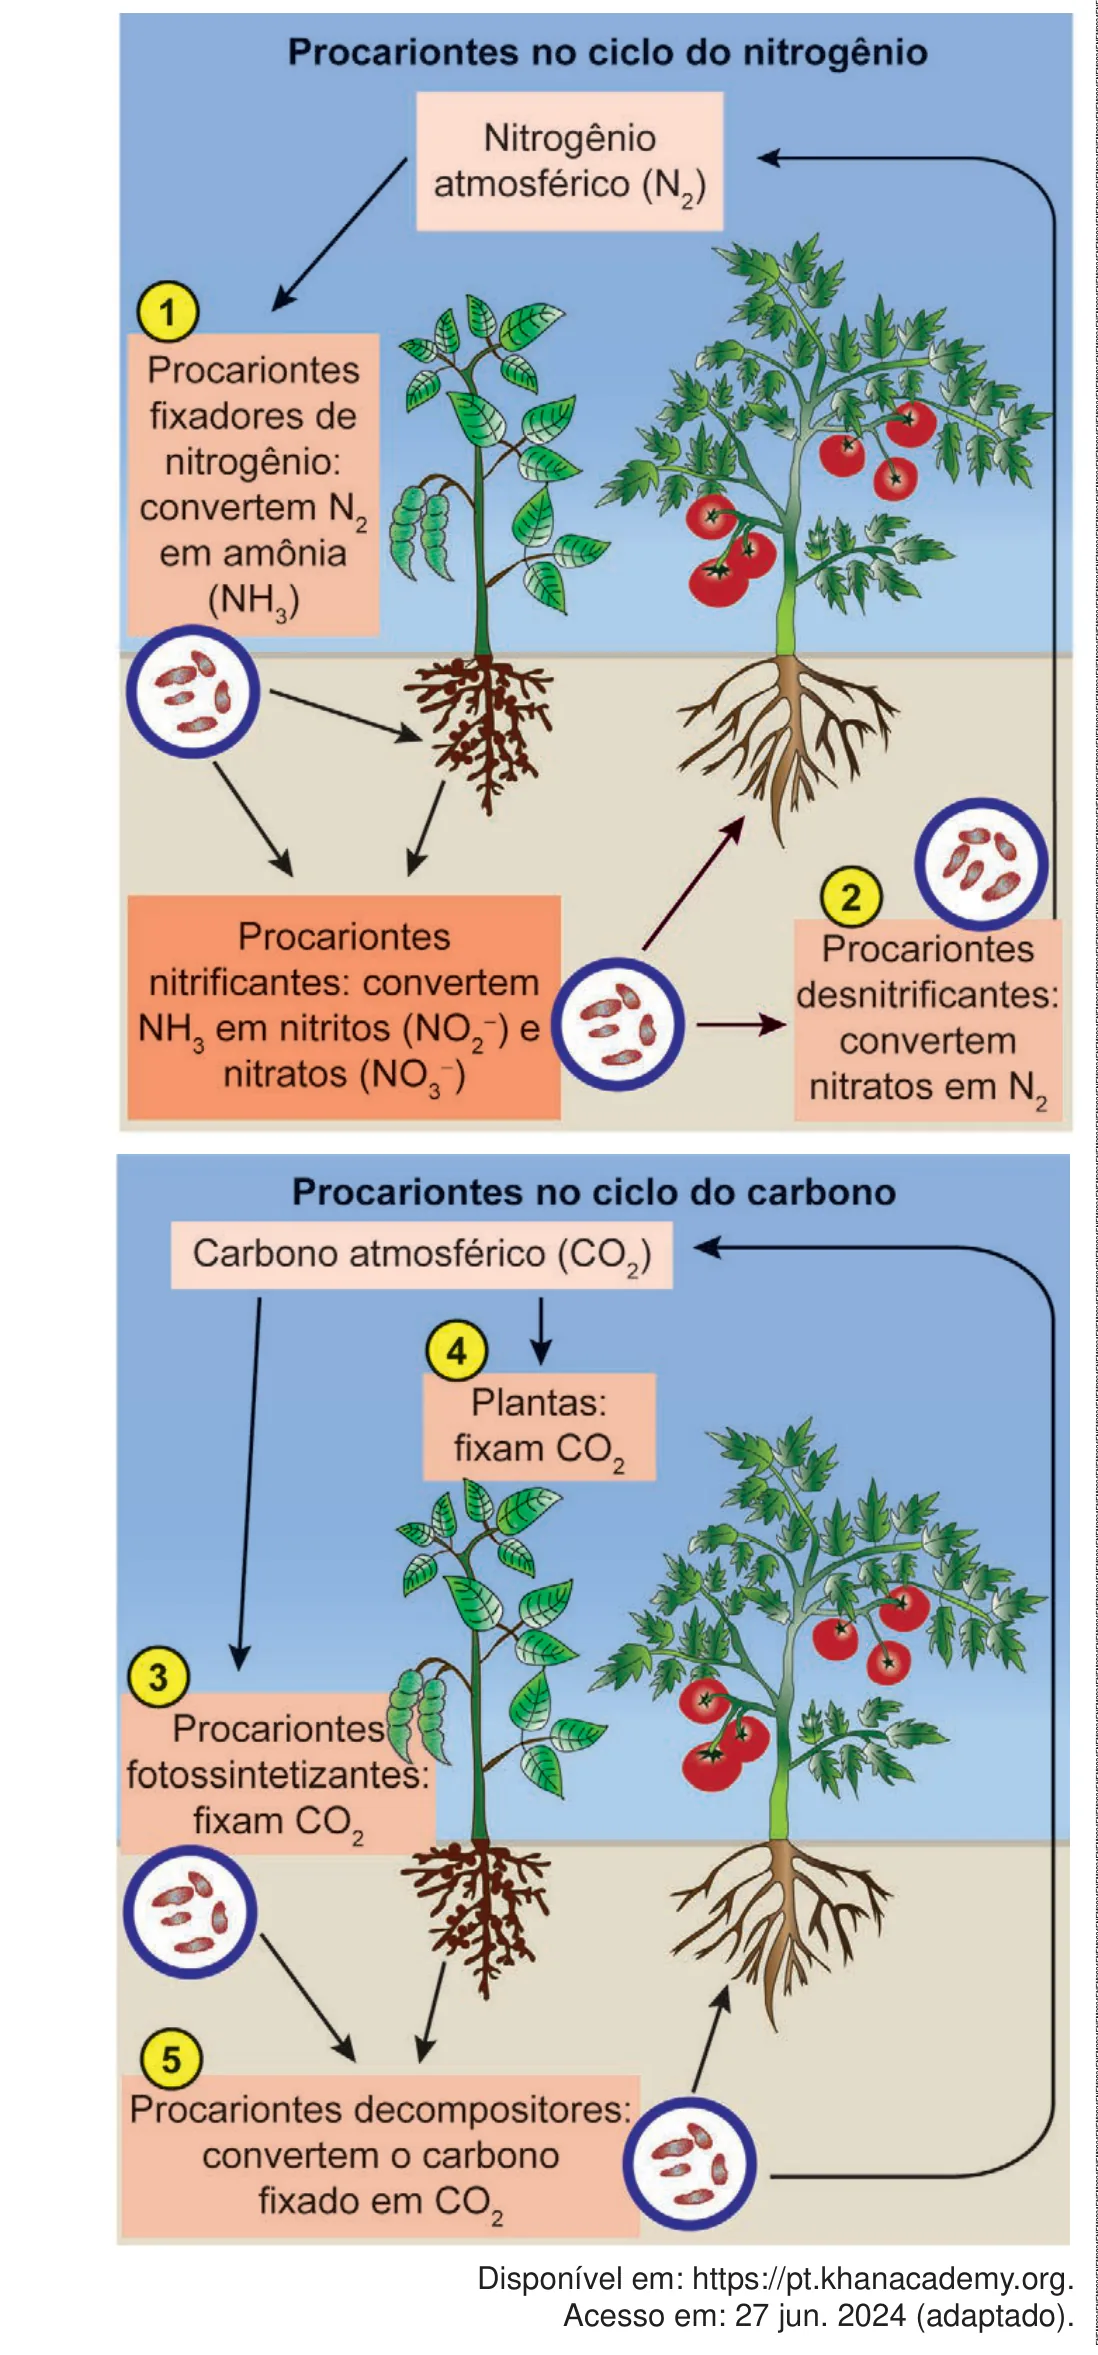 Procariontes no ciclo do nitrogênio
Nitrogênio
atmosférico (N₂)
1
Procariontes
fixadores de
nitrogênio:
convertem N₂
em amônia
(NH₃)
Procariontes
nitrificantes: convertem
NH₃ em nitritos (NO₂⁻) e
nitratos (NO₃⁻)
2
Procariontes
desnitrificantes:
convertem
nitratos em N₂
Procariontes no ciclo do carbono
Carbono atmosférico (CO₂)
4
Plantas:
fixam CO₂
3
Procariontes
fotossintetizantes:
fixam CO₂
5
Procariontes decompositores:
convertem o carbono
fixado em CO₂
Disponível em: https://pt.khanacademy.org.
Acesso em: 27 jun. 2024 (adaptado).